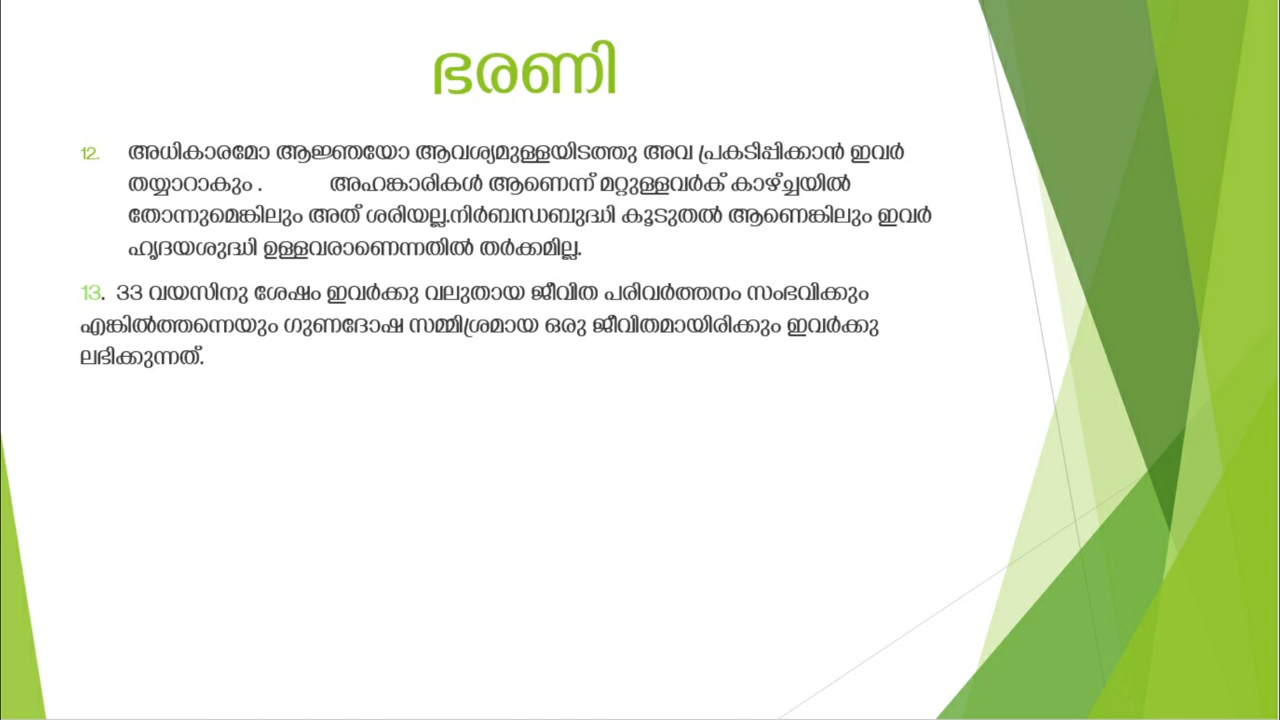 ഭരണി
12. അധികാരമോ ആജ്ഞയോ ആവശ്യമുള്ളയിടത്തു അവ പ്രകടിപ്പിക്കാൻ ഇവർ
തയ്യാറാകും . അഹങ്കാരികൾ ആണെന്ന് മറ്റുള്ളവർക് കാഴ്ച്ചയിൽ
തോന്നുമെങ്കിലും അത് ശരിയല്ല.നിർബന്ധബുദ്ധി കൂടുതൽ ആണെങ്കിലും ഇവർ
ഹൃദയശുദ്ധി ഉള്ളവരാണെന്നതിൽ തർക്കമില്ല.
13. 33 വയസിനു ശേഷം ഇവർക്കു വലുതായ ജീവിത പരിവർത്തനം സംഭവിക്കും
എങ്കിൽത്തന്നെയും ഗുണദോഷ സമ്മിശ്രമായ ഒരു ജീവിതമായിരിക്കും ഇവർക്കു
ലഭിക്കുന്നത്.